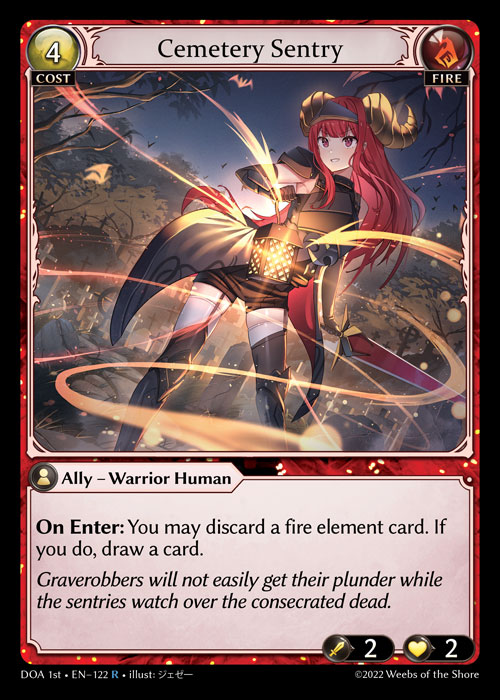 4
Cemetery Sentry
COST
FIRE
Ally – Warrior Human
On Enter: You may discard a fire element card. If
you do, draw a card.
Graverobbers will not easily get their plunder while
the sentries watch over the consecrated dead.
2
2
DOA 1st • EN–122 R • illust: ジェゼー
©2022 Weebs of the Shore